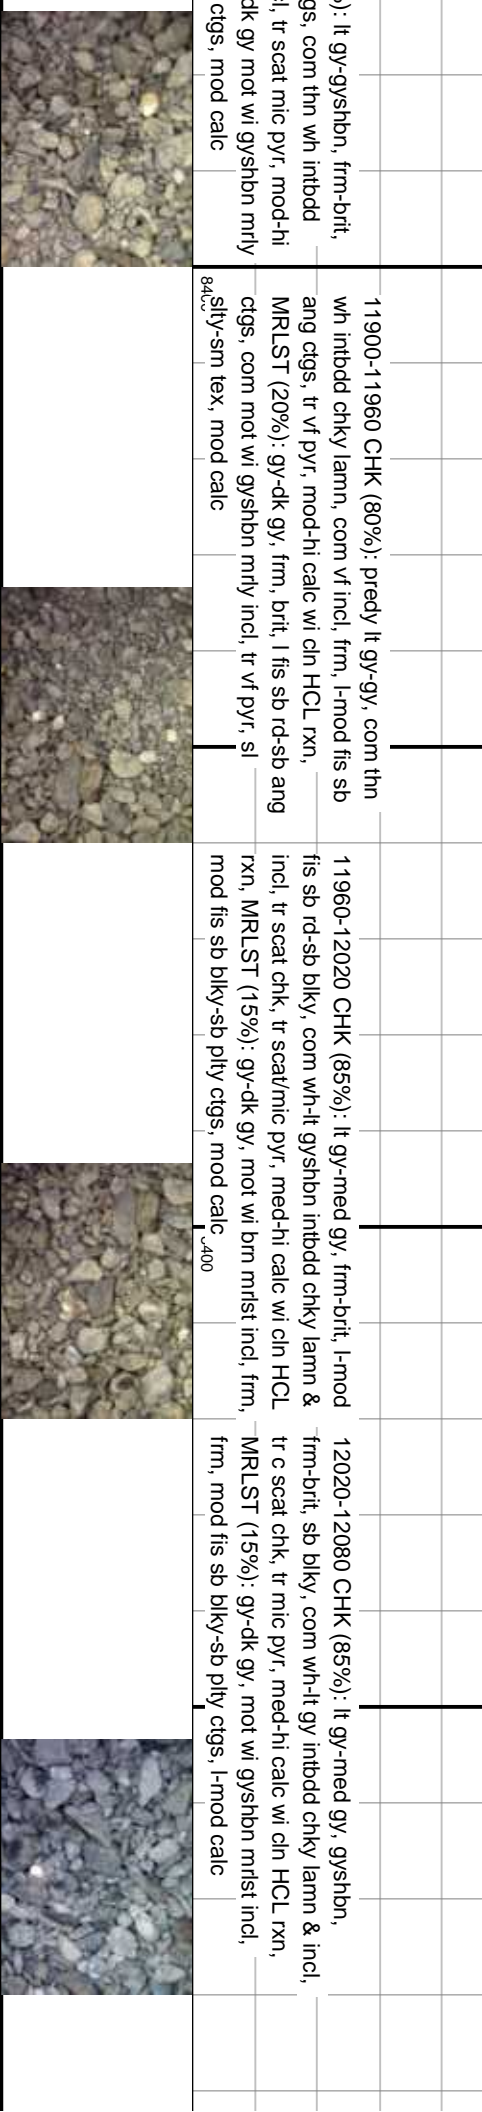 ): lt gy-gyshbn, frm-brit,
gs, com thn wh intbdd
l, tr scat mic pyr, mod-hi
dk gy mot wi gyshbn mrly
ctgs, mod calc
11900-11960 CHK (80%): predy lt gy-gy, com thn
wh intbdd chky lamn, com vf incl, frm, l-mod fis sb
ang ctgs, tr vf pyr, mod-hi calc wi cln HCL rxn,
MRLST (20%): gy-dk gy, frm, brit, l fis sb rd-sb ang
ctgs, com mot wi gyshbn mrly incl, tr vf pyr, sl
slty-sm tex, mod calc
11960-12020 CHK (85%): lt gy-med gy, frm-brit, l-mod
fis sb rd-sb blky, com wh-lt gyshbn intbdd chky lamn &
incl, tr scat chk, tr scat/mic pyr, med-hi calc wi cln HCL
rxn, MRLST (15%): gy-dk gy, mot wi brn mrlst incl, frm,
mod fis sb blky-sb plty ctgs, mod calc
400
12020-12080 CHK (85%): lt gy-med gy, gyshbn,
frm-brit, sb blky, com wh-lt gy intbdd chky lamn & incl,
tr c scat chk, tr mic pyr, med-hi calc wi cln HCL rxn,
MRLST (15%): gy-dk gy, mot wi gyshbn mrlst incl,
frm, mod fis sb blky-sb plty ctgs, l-mod calc